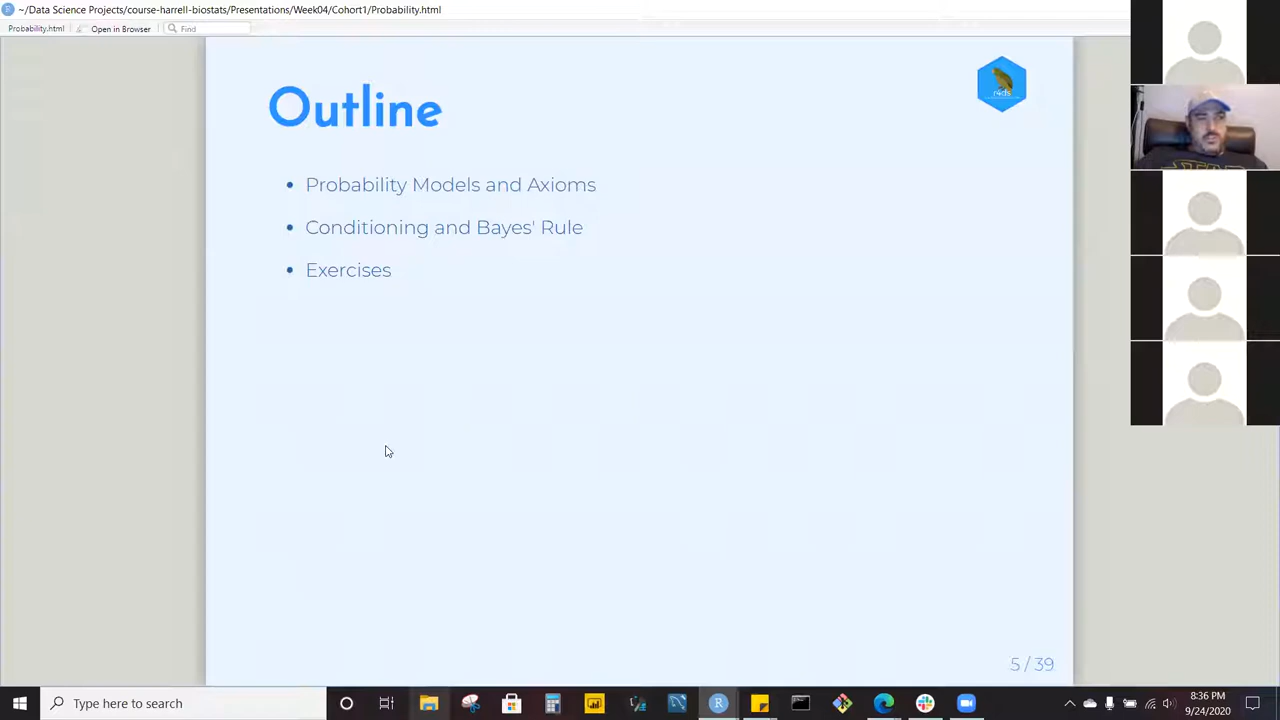 ~/Data Science Projects/course-harrell-biostats/Presentations/Week04/Cohort1/Probability.html
Probability.html
Open in Browser
Find
Outline
r4ds
• Probability Models and Axioms
• Conditioning and Bayes' Rule
• Exercises
5 / 39
Type here to search
8:36 PM
9/24/2020